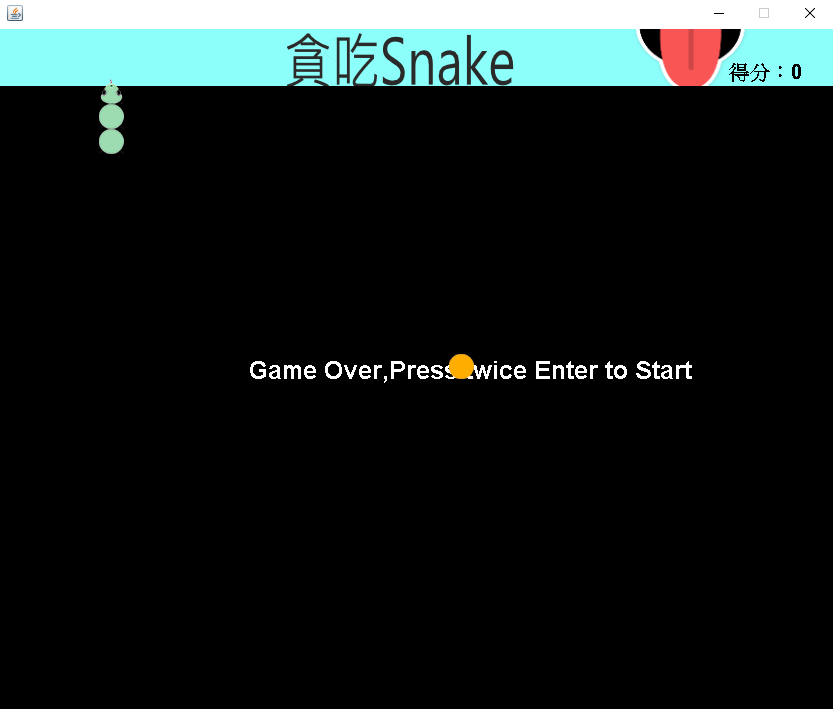 貪吃Snake
得分：0
Game Over,Press twice Enter to Start